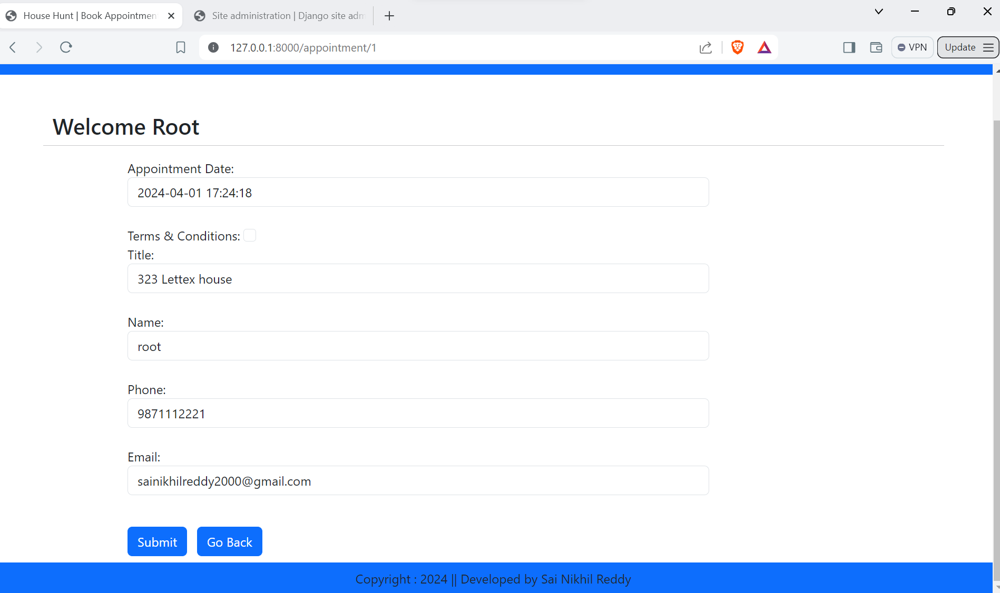 House Hunt | Book Appointmen
Site administration | Django site adm
127.0.0.1:8000/appointment/1
VPN
Update
Welcome Root
Appointment Date:
2024-04-01 17:24:18
Terms & Conditions:
Title:
323 Lettex house
Name:
root
Phone:
9871112221
Email:
sainikhilreddy2000@gmail.com
Submit
Go Back
Copyright : 2024 || Developed by Sai Nikhil Reddy